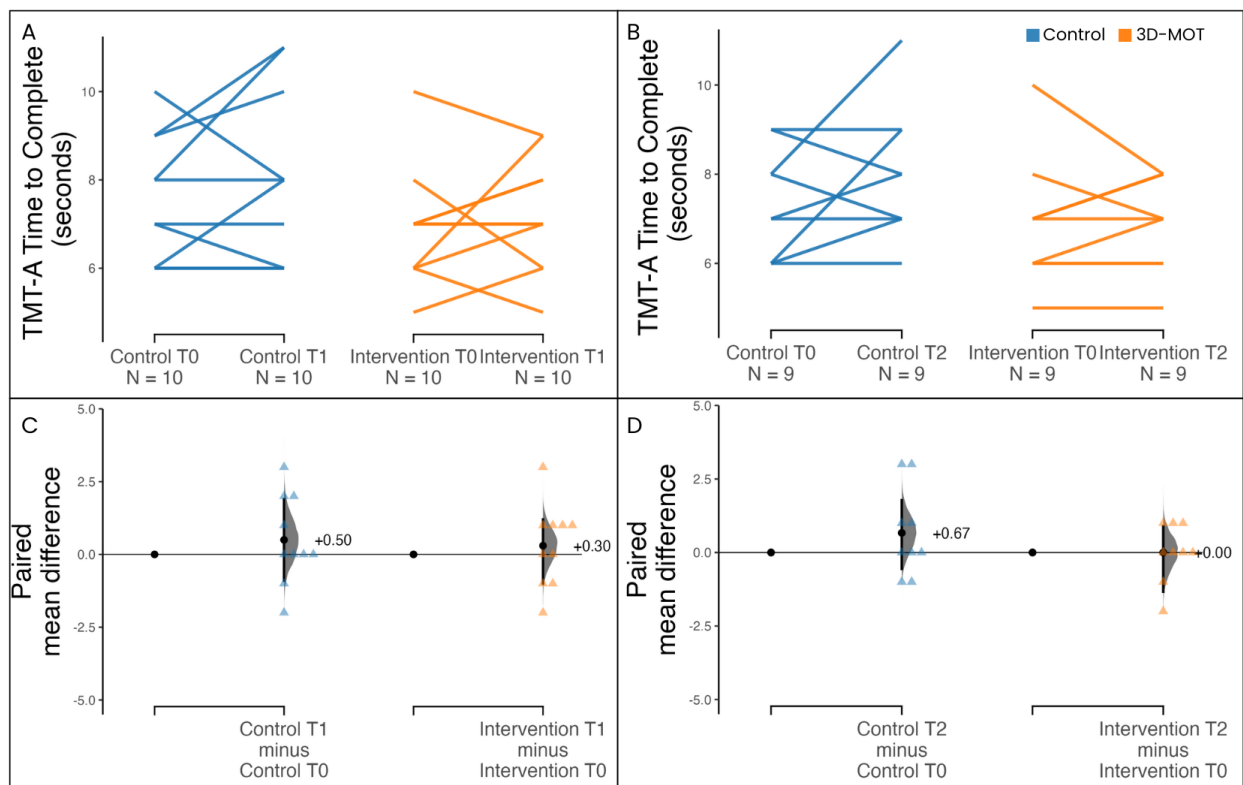 A
TMT-A Time to Complete
(seconds)
10
8
6
Control T0
N = 10
Control T1
N = 10
Intervention T0
N = 10
Intervention T1
N = 10
B
Control
3D-MOT
TMT-A Time to Complete
(seconds)
10
8
6
Control T0
N = 9
Control T2
N = 9
Intervention T0
N = 9
Intervention T2
N = 9
C
Paired
mean difference
5.0
2.5
0.0
-2.5
-5.0
+0.50
+0.30
Control T1
minus
Control T0
Intervention T1
minus
Intervention T0
D
Paired
mean difference
5.0
2.5
0.0
-2.5
-5.0
+0.67
+0.00
Control T2
minus
Control T0
Intervention T2
minus
Intervention T0